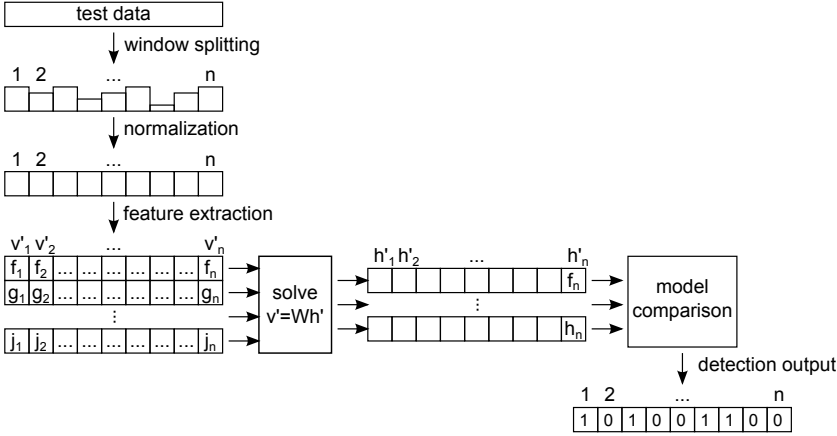 test data
window splitting
1 2 ... n
normalization
1 2 ... n
feature extraction
v'1 v'2 ... v'n
f1 f2 ... ... ... ... ... ... fn
g1 g2 ... ... ... ... ... ... gn
⋮
j1 j2 ... ... ... ... ... ... jn
solve
v'=Wh'
h'1 h'2 ... h'n
fn
⋮
hn
model
comparison
detection output
1 2 ... n
1 0 1 0 0 1 1 0 0